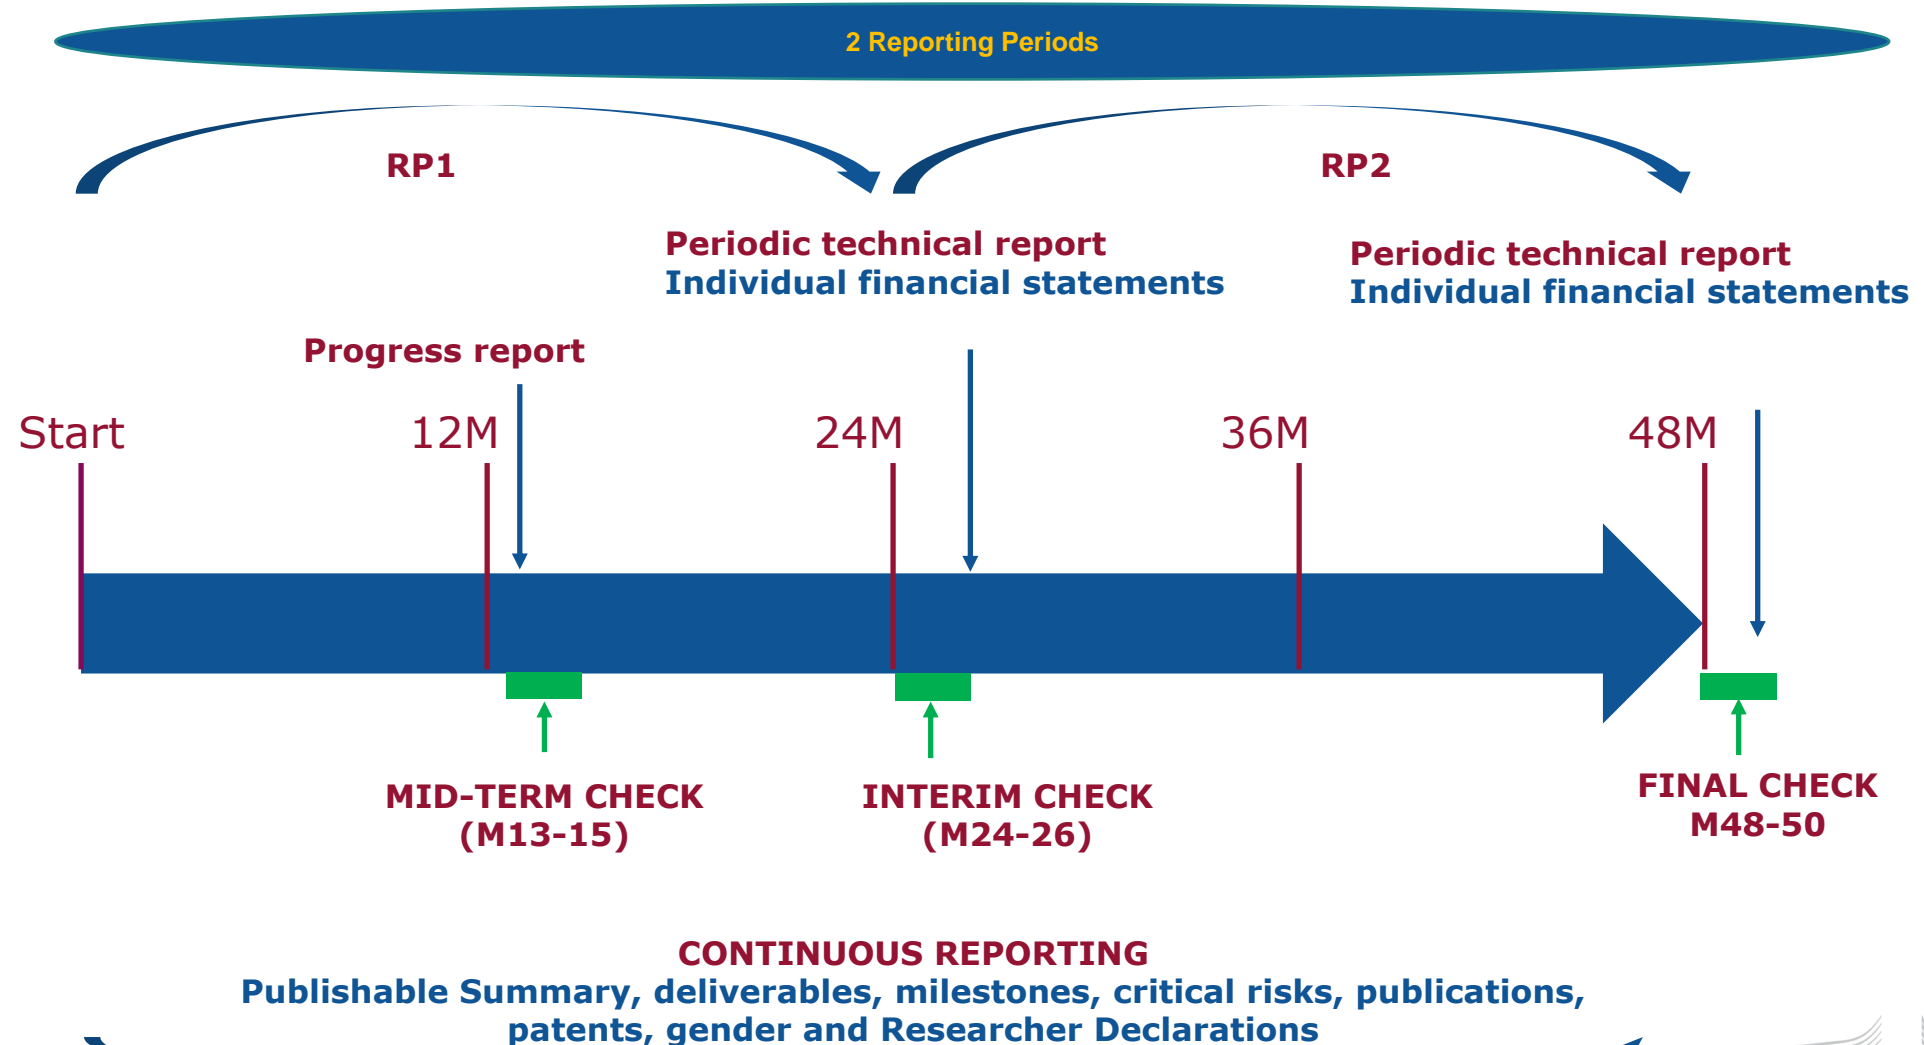 2 Reporting Periods
RP1
RP2
Periodic technical report
Individual financial statements
Periodic technical report
Individual financial statements
Progress report
Start
12M
24M
36M
48M
MID-TERM CHECK
(M13-15)
INTERIM CHECK
(M24-26)
FINAL CHECK
M48-50
CONTINUOUS REPORTING
Publishable Summary, deliverables, milestones, critical risks, publications,
patents, gender and Researcher Declarations